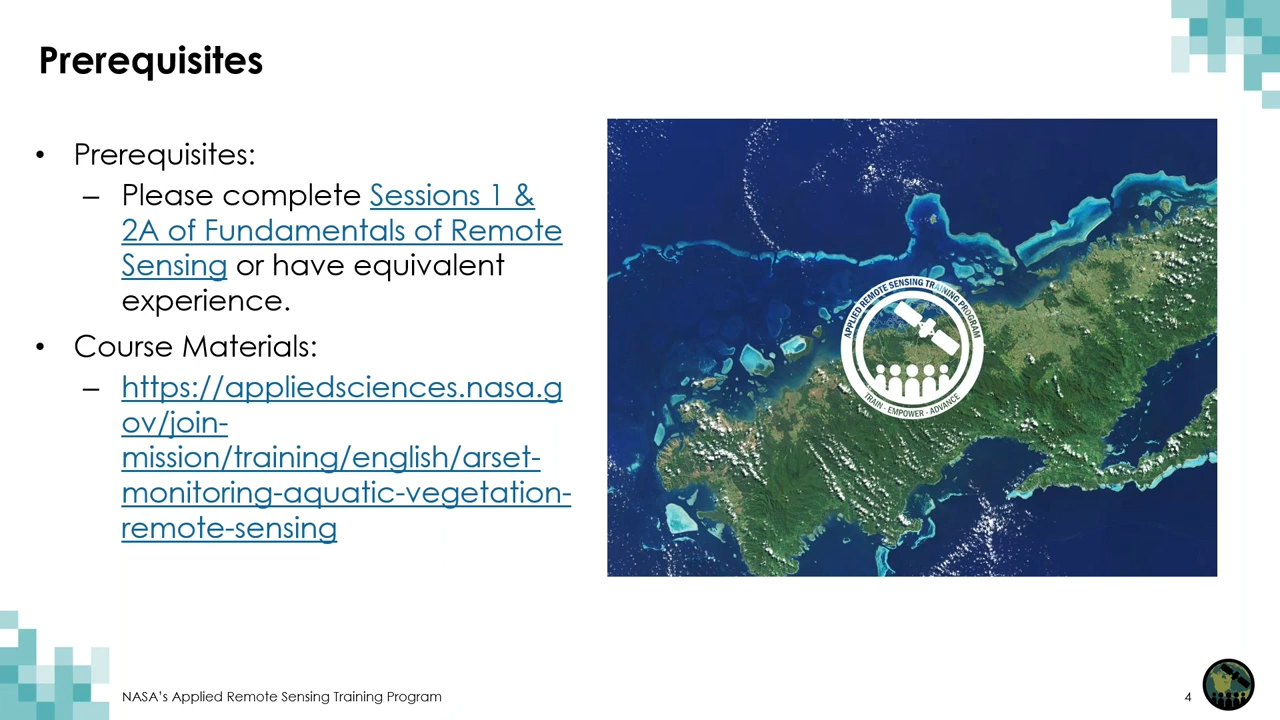 Prerequisites
• Prerequisites:
– Please complete Sessions 1 &
2A of Fundamentals of Remote
Sensing or have equivalent
experience.
• Course Materials:
– https://appliedsciences.nasa.g
ov/join-
mission/training/english/arset-
monitoring-aquatic-vegetation-
remote-sensing
APPLIED REMOTE SENSING TRAINING PROGRAM
TRAIN - EMPOWER - ADVANCE
NASA's Applied Remote Sensing Training Program
4